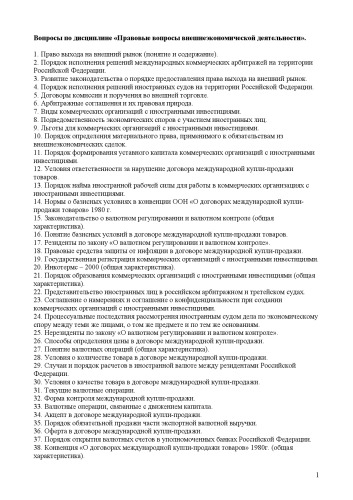 Вопросы по дисциплине «Правовые вопросы внешнеэкономической деятельности».
1. Право выхода на внешний рынок (понятие и содержание).
2. Порядок исполнения решений международных коммерческих арбитражей на территории
Российской Федерации.
3. Развитие законодательства о порядке предоставления права выхода на внешний рынок.
4. Порядок исполнения решений иностранных судов на территории Российской Федерации.
5. Договоры комиссии и поручения во внешней торговле.
6. Арбитражные соглашения и их правовая природа.
7. Виды коммерческих организаций с иностранными инвестициями.
8. Подведомственность экономических споров с участием иностранных лиц.
9. Льготы для коммерческих организаций с иностранными инвестициями.
10. Порядок определения материального права, применимого к обязательствам из
внешнеэкономических сделок.
11. Порядок формирования уставного капитала коммерческих организаций с иностранными
инвестициями.
12. Условия ответственности за нарушение договора международной купли-продажи
товаров.
13. Порядок найма иностранной рабочей силы для работы в коммерческих организациях с
иностранными инвестициями.
14. Нормы о базисных условиях в конвенции ООН «О договорах международной купли-
продажи товаров» 1980 г.
15. Законодательство о валютном регулировании и валютном контроле (общая
характеристика).
16. Понятие базисных условий в договоре международной купли-продажи товаров.
17. Резиденты по закону «О валютном регулировании и валютном контроле».
18. Правовые средства защиты от инфляции в договоре международной купли-продажи.
19. Государственная регистрация коммерческих организаций с иностранными инвестициями.
20. Инкотермс – 2000 (общая характеристика).
21. Порядок образования коммерческих организаций с иностранными инвестициями (общая
характеристика).
22. Представительство иностранных лиц в российском арбитражном и третейском судах.
23. Соглашение о намерениях и соглашение о конфиденциальности при создании
коммерческих организаций с иностранными инвестициями.
24. Процессуальные последствия рассмотрения иностранным судом дела по экономическому
спору между теми же лицами, о том же предмете и по тем же основаниям.
25. Нерезиденты по закону «О валютном регулировании и валютном контроле».
26. Способы определения цены в договоре международной купли-продажи.
27. Понятие валютных операций (общая характеристика).
28. Условия о количестве товара в договоре международной купли-продажи.
29. Случаи и порядок расчетов в иностранной валюте между резидентами Российской
Федерации.
30. Условия о качестве товара в договоре международной купли-продажи.
31. Текущие валютные операции.
32. Форма контроля международной купли-продажи.
33. Валютные операции, связанные с движением капитала.
34. Акцепт о договоре международной купли-продажи.
35. Порядок обязательной продажи части экспортной валютной выручки.
36. Оферта о договоре международной купли-продажи.
37. Порядок открытия валютных счетов в уполномоченных банках Российской Федерации.
38. Конвенция «О договорах международной купли-продажи товаров» 1980г. (общая
характеристика).
1